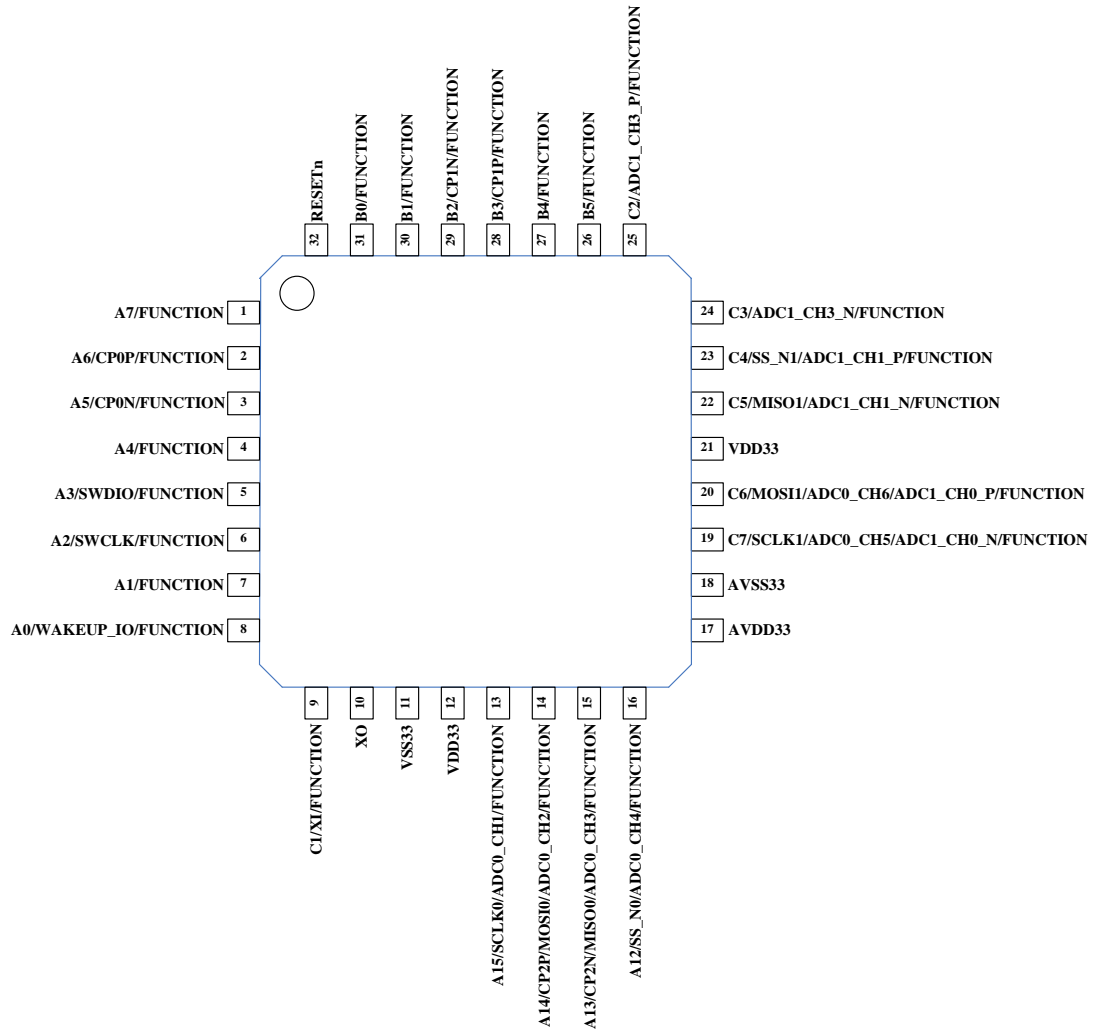 32 RESETn
31 B0/FUNCTION
30 B1/FUNCTION
29 B2/CP1N/FUNCTION
28 B3/CP1P/FUNCTION
27 B4/FUNCTION
26 B5/FUNCTION
25 C2/ADC1_CH3_P/FUNCTION
A7/FUNCTION 1
A6/CP0P/FUNCTION 2
A5/CP0N/FUNCTION 3
A4/FUNCTION 4
A3/SWDIO/FUNCTION 5
A2/SWCLK/FUNCTION 6
A1/FUNCTION 7
A0/WAKEUP_IO/FUNCTION 8
24 C3/ADC1_CH3_N/FUNCTION
23 C4/SS_N1/ADC1_CH1_P/FUNCTION
22 C5/MISO1/ADC1_CH1_N/FUNCTION
21 VDD33
20 C6/MOSI1/ADC0_CH6/ADC1_CH0_P/FUNCTION
19 C7/SCLK1/ADC0_CH5/ADC1_CH0_N/FUNCTION
18 AVSS33
17 AVDD33
C1/XI/FUNCTION 9
XO 10
VSS33 11
VDD33 12
A15/SCLK0/ADC0_CH1/FUNCTION 13
A14/CP2P/MOSI0/ADC0_CH2/FUNCTION 14
A13/CP2N/MISO0/ADC0_CH3/FUNCTION 15
A12/SS_N0/ADC0_CH4/FUNCTION 16